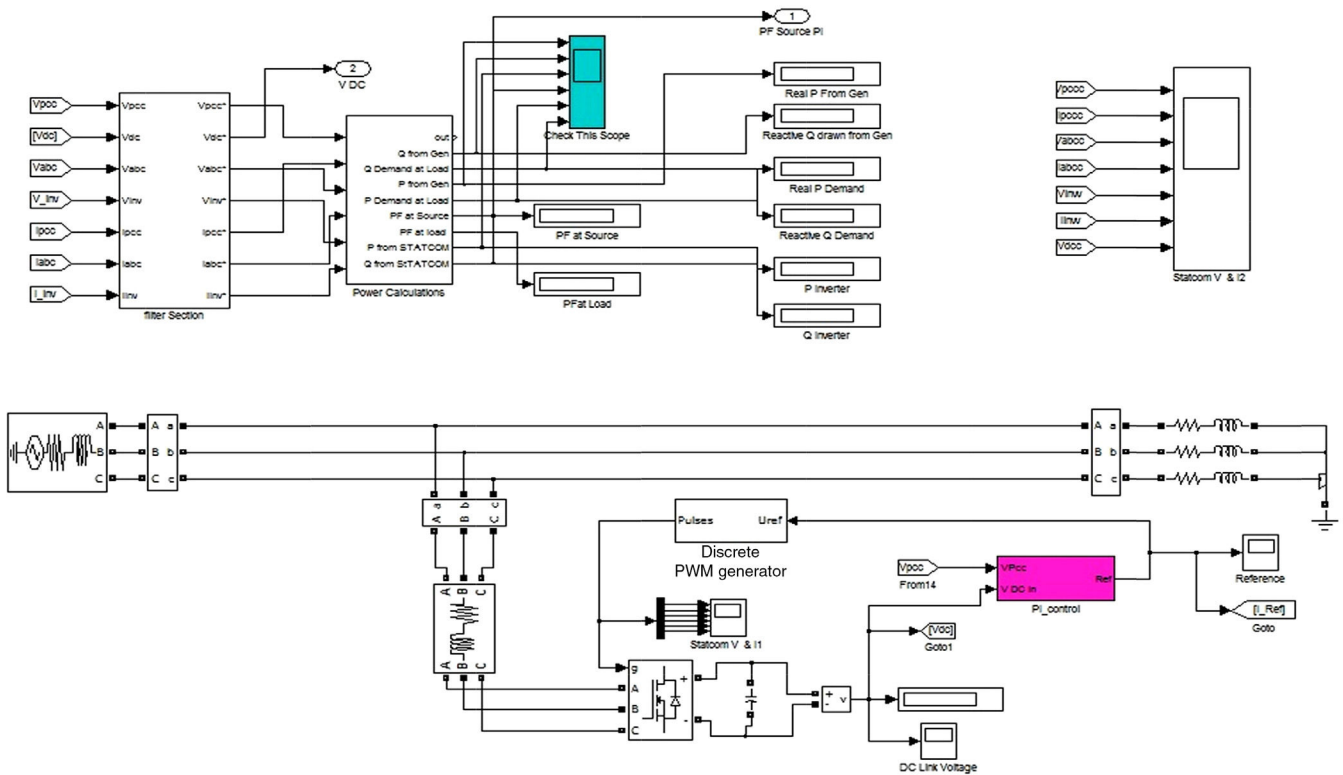 1
PF Source PI
2
V DC
Check This Scope
Real P From Gen
Reactive Q drawn from Gen
Real P Demand
Reactive Q Demand
P Inverter
Q Inverter
PF at Source
PFat Load
Vpcc
[Vdc]
Vabc
V_Inv
Ipcc
Iabc
I_Inv
Vpcc
Vdc
Vabc
VInv
Ipcc
Iabc
IInv
Vpcc*
Vdc*
Vabc*
VInv*
Ipcc*
Iabc*
IInv*
filter Section
out
Q from Gen
Q Demand at Load
P from Gen
P Demand at Load
PF at Source
PF at load
P from STATCOM
Q from StTATCOM
Power Calculations
Vpccc
Ipccc
Vabcc
Iabcc
VInvv
IInvv
Vdcc
Statcom V & I2
A
B
C
A a
B b
C c
A a
B b
C c
a b c
A B C
A B C
A B C
Pulses
Uref
Discrete
PWM generator
Vpcc
From14
VPcc
V DC In
Ref
PI_control
Reference
[I_Ref]
Goto
Statcom V & I1
[Vdc]
Goto1
g
A
B
C
+
-
+
-
v
DC Link Voltage